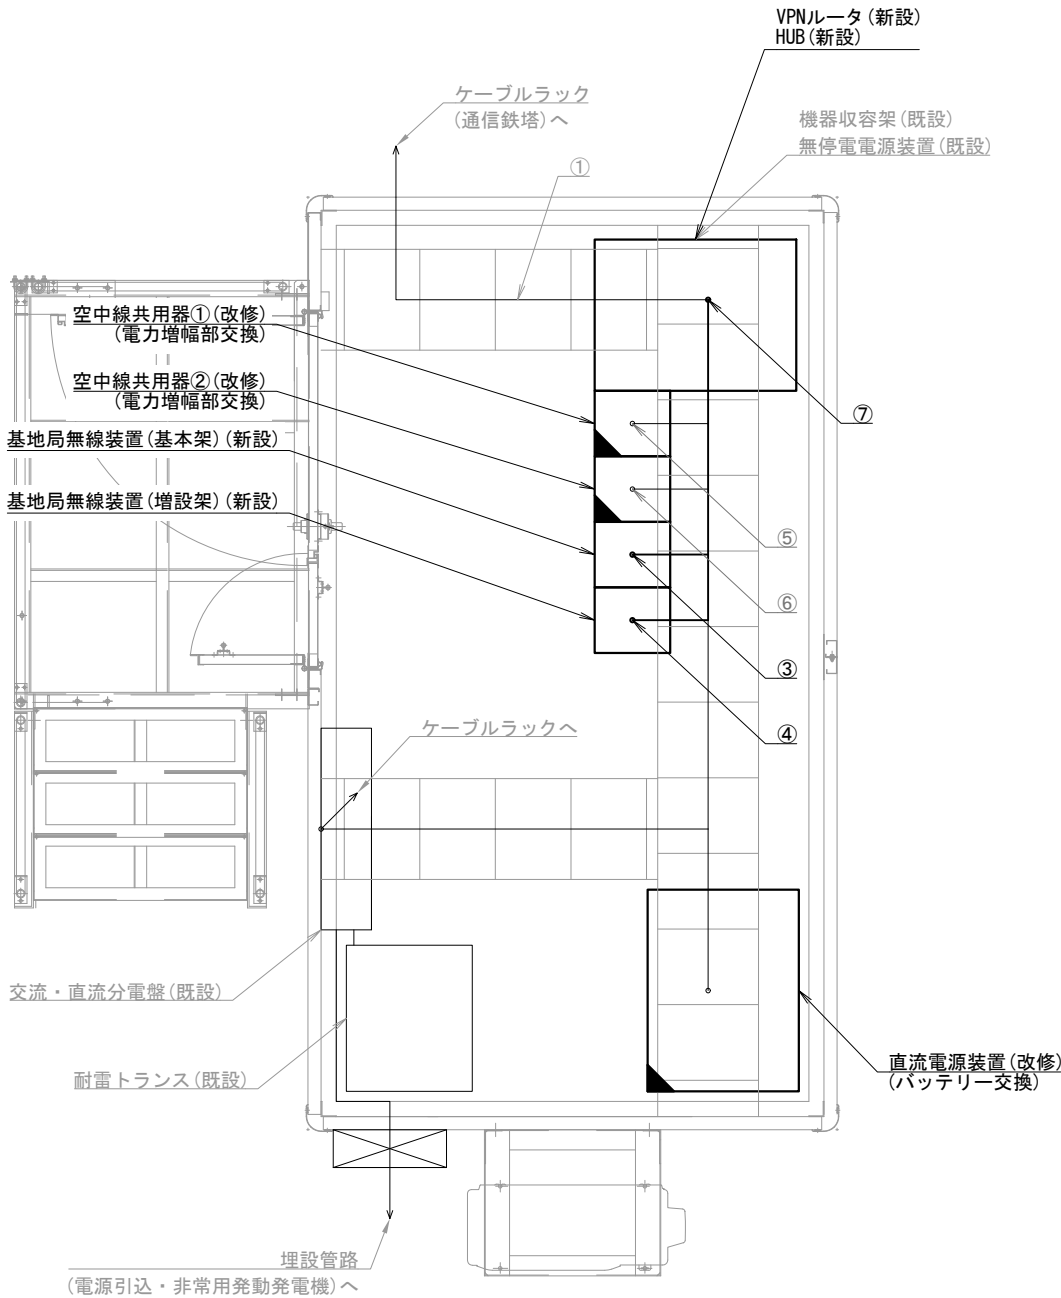 VPNルータ(新設)
HUB(新設)
ケーブルラック
(通信鉄塔)へ
機器収容架(既設)
無停電電源装置(既設)
①
空中線共用器①(改修)
(電力増幅部交換)
空中線共用器②(改修)
(電力増幅部交換)
⑦
基地局無線装置(基本架)(新設)
基地局無線装置(増設架)(新設)
⑤
⑥
③
ケーブルラックへ
④
交流・直流分電盤(既設)
直流電源装置(改修)
(バッテリー交換)
耐雷トランス(既設)
埋設管路
(電源引込・非常用発動発電機)へ